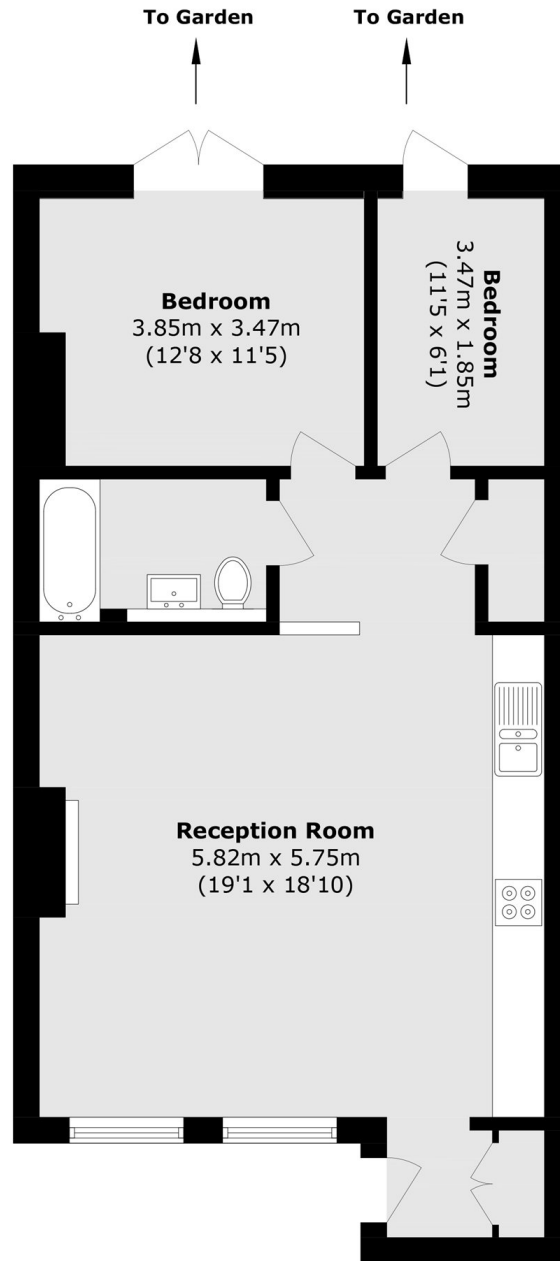 To Garden
To Garden
Bedroom
3.85m x 3.47m
(12'8 x 11'5)
Bedroom
3.47m x 1.85m
(11'5 x 6'1)
Reception Room
5.82m x 5.75m
(19'1 x 18'10)